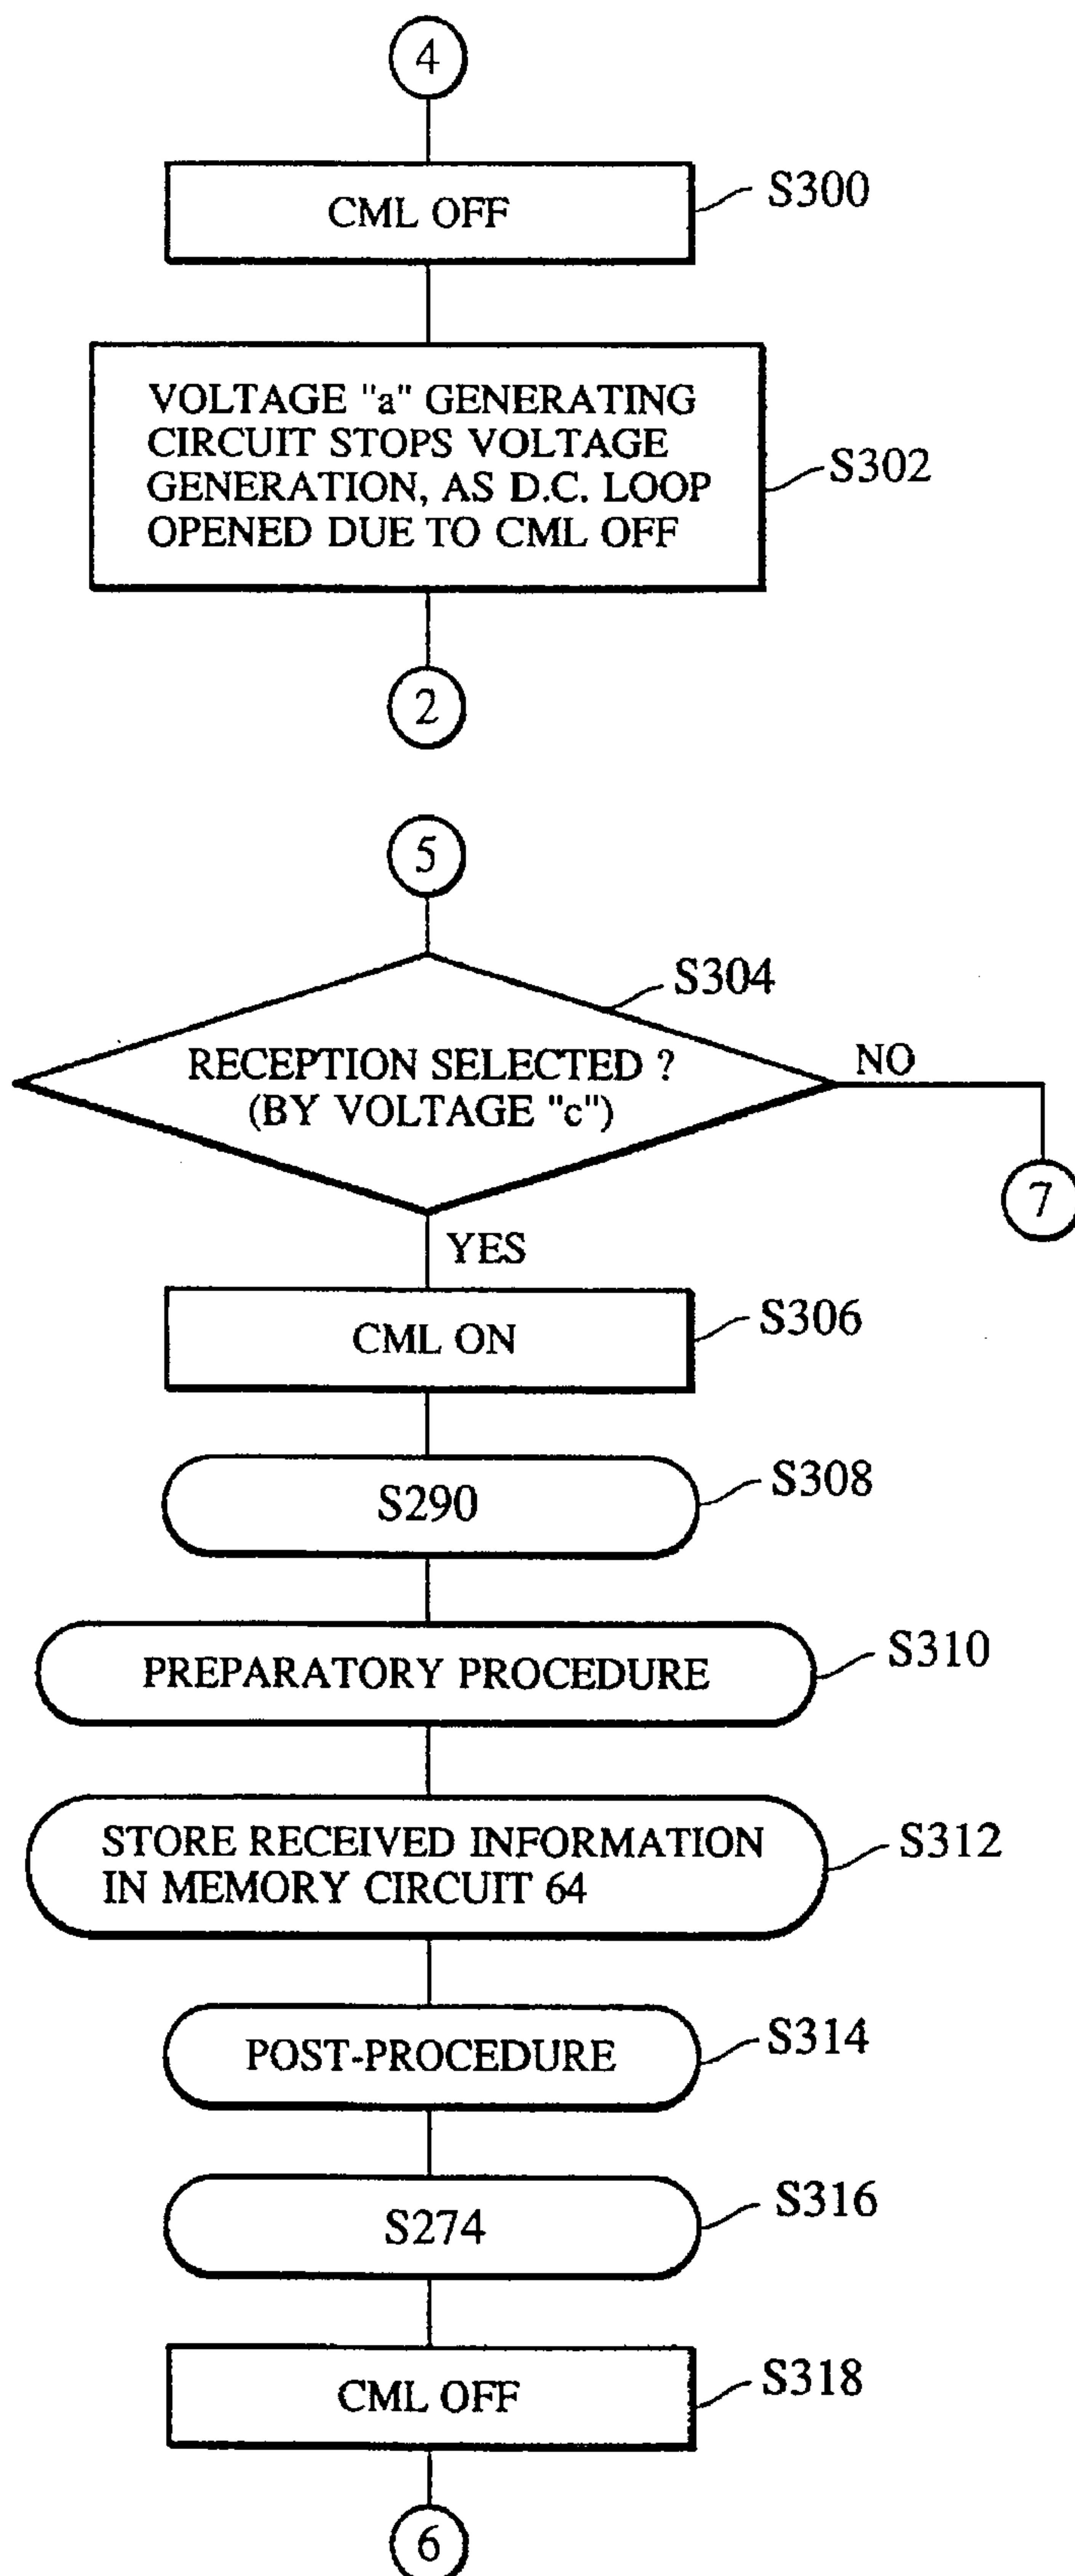 4
CML OFF
S300
VOLTAGE "a" GENERATING
CIRCUIT STOPS VOLTAGE
GENERATION, AS D.C. LOOP
OPENED DUE TO CML OFF
S302
2
5
S304
RECEPTION SELECTED ?
(BY VOLTAGE "c")
NO
7
YES
CML ON
S306
S290
S308
PREPARATORY PROCEDURE
S310
STORE RECEIVED INFORMATION
IN MEMORY CIRCUIT 64
S312
POST-PROCEDURE
S314
S274
S316
CML OFF
S318
6